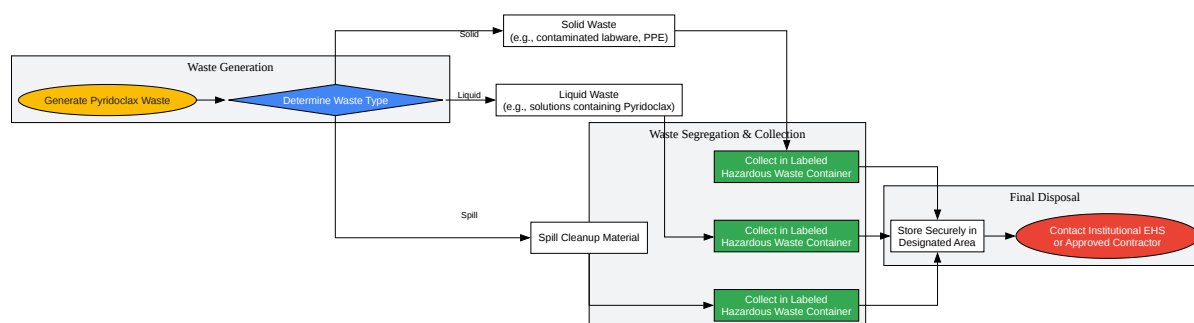 Waste Generation
Generate Pyridoclax Waste
Determine Waste Type
Solid
Solid Waste
(e.g., contaminated labware, PPE)
Liquid
Liquid Waste
(e.g., solutions containing Pyridoclax)
Spill
Spill Cleanup Material
Waste Segregation & Collection
Collect in Labeled
Hazardous Waste Container
Collect in Labeled
Hazardous Waste Container
Collect in Labeled
Hazardous Waste Container
Final Disposal
Store Securely in
Designated Area
Contact Institutional EHS
or Approved Contractor